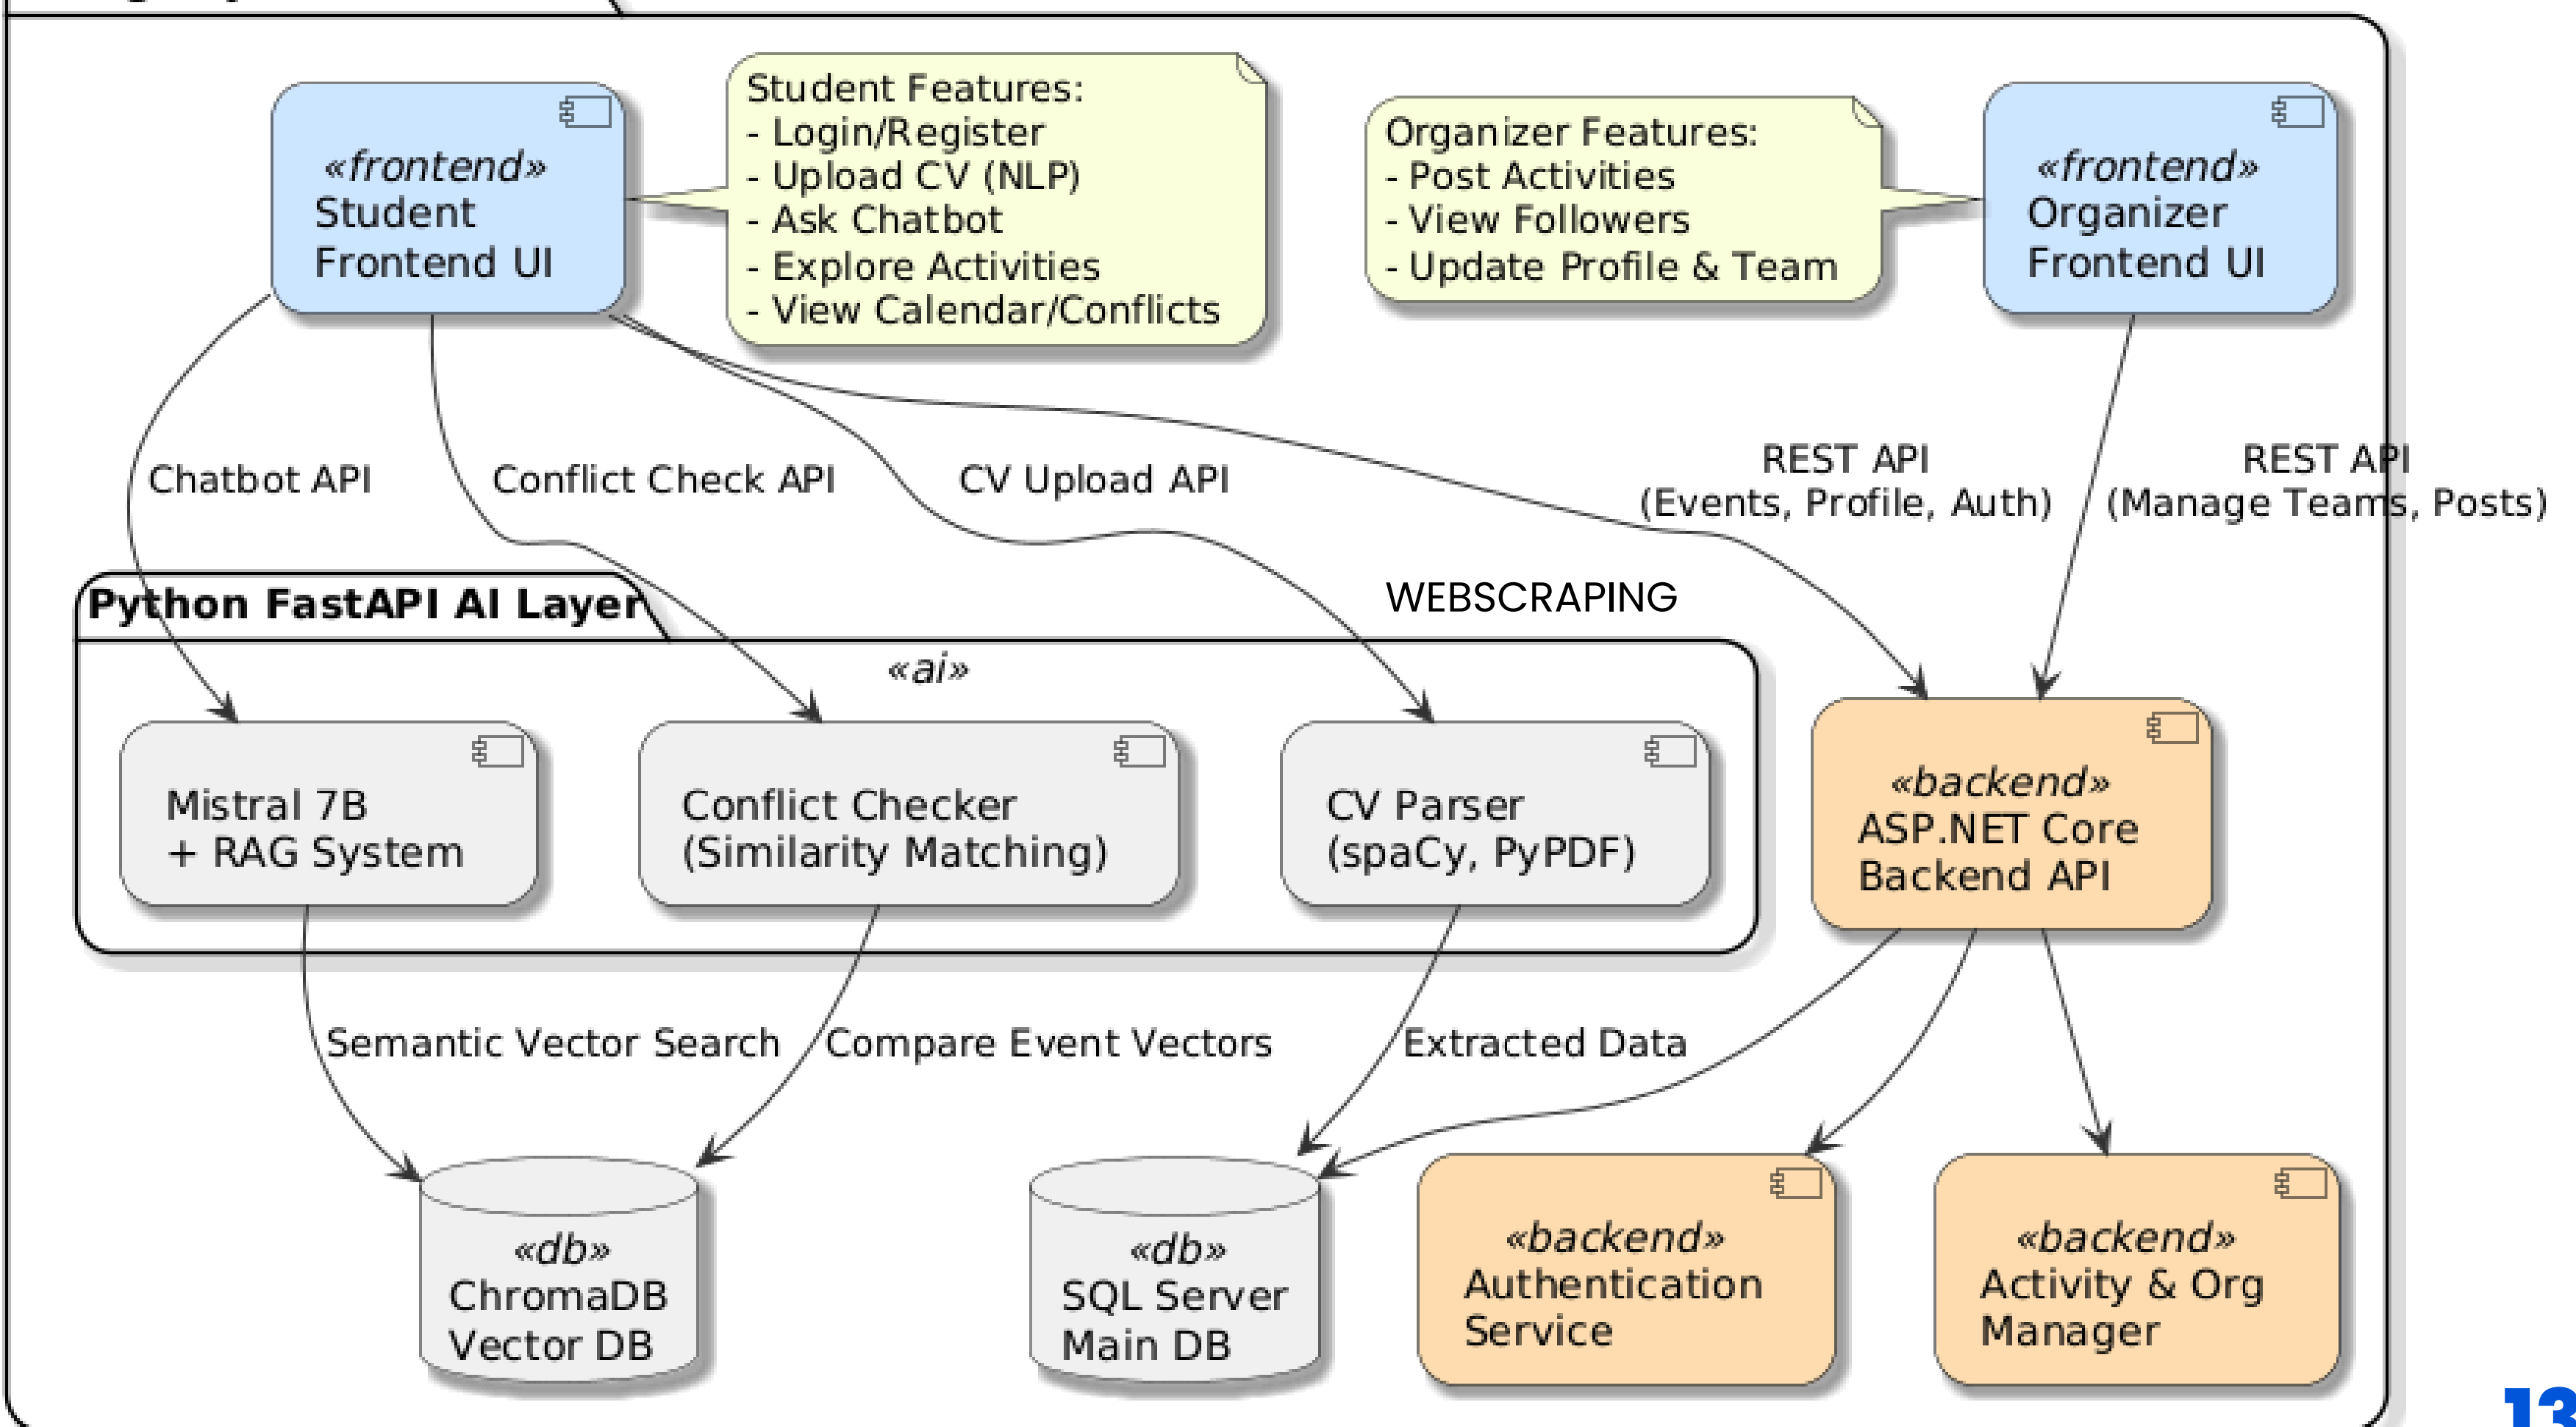 «frontend»
Student
Frontend UI
Student Features:
- Login/Register
- Upload CV (NLP)
- Ask Chatbot
- Explore Activities
- View Calendar/Conflicts
Organizer Features:
- Post Activities
- View Followers
- Update Profile & Team
«frontend»
Organizer
Frontend UI
Chatbot API
Conflict Check API
CV Upload API
REST API
(Events, Profile, Auth)
REST API
(Manage Teams, Posts)
WEBSCRAPING
Python FastAPI AI Layer
«ai»
Mistral 7B
+ RAG System
Conflict Checker
(Similarity Matching)
CV Parser
(spaCy, PyPDF)
«backend»
ASP.NET Core
Backend API
Semantic Vector Search
Compare Event Vectors
Extracted Data
«db»
ChromaDB
Vector DB
«db»
SQL Server
Main DB
«backend»
Authentication
Service
«backend»
Activity & Org
Manager
13